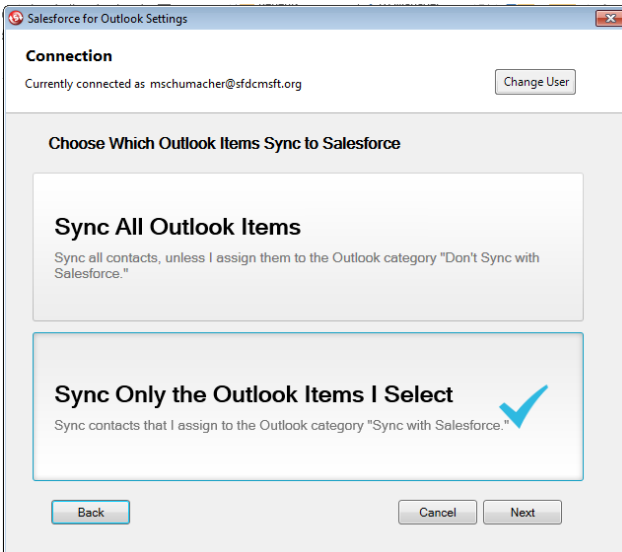 Salesforce for Outlook Settings
Connection
Currently connected as mschumacher@sfdcmsft.org
Change User
Choose Which Outlook Items Sync to Salesforce
Sync All Outlook Items
Sync all contacts, unless I assign them to the Outlook category "Don't Sync with
Salesforce."
Sync Only the Outlook Items I Select
Sync contacts that I assign to the Outlook category "Sync with Salesforce."
Back
Cancel
Next